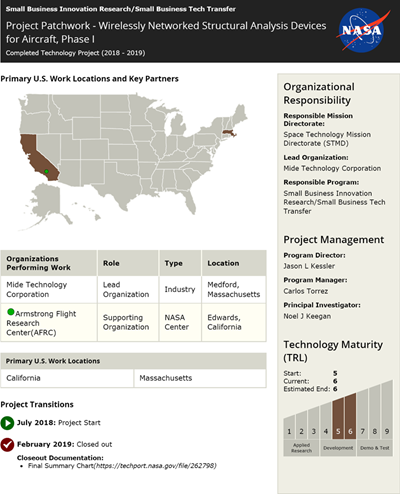 Small Business Innovation Research/Small Business Tech Transfer
Project Patchwork - Wirelessly Networked Structural Analysis Devices
for Aircraft, Phase I
Completed Technology Project (2018 - 2019)
NASA
Primary U.S. Work Locations and Key Partners
Organizations
Performing Work
Role
Type
Location
Mide Technology
Corporation
Lead
Organization
Industry
Medford,
Massachusetts
Armstrong Flight
Research
Center(AFRC)
Supporting
Organization
NASA
Center
Edwards,
California
Primary U.S. Work Locations
California
Massachusetts
Project Transitions
July 2018: Project Start
February 2019: Closed out
Closeout Documentation:
• Final Summary Chart(https://techport.nasa.gov/file/262798)
Organizational
Responsibility
Responsible Mission
Directorate:
Space Technology Mission
Directorate (STMD)
Lead Organization:
Mide Technology Corporation
Responsible Program:
Small Business Innovation
Research/Small Business Tech
Transfer
Project Management
Program Director:
Jason L Kessler
Program Manager:
Carlos Torrez
Principal Investigator:
Noel J Keegan
Technology Maturity
(TRL)
Start: 5
Current: 6
Estimated End: 6
1 2 3 4 5 6 7 8 9
Applied
Research
Development
Demo & Test